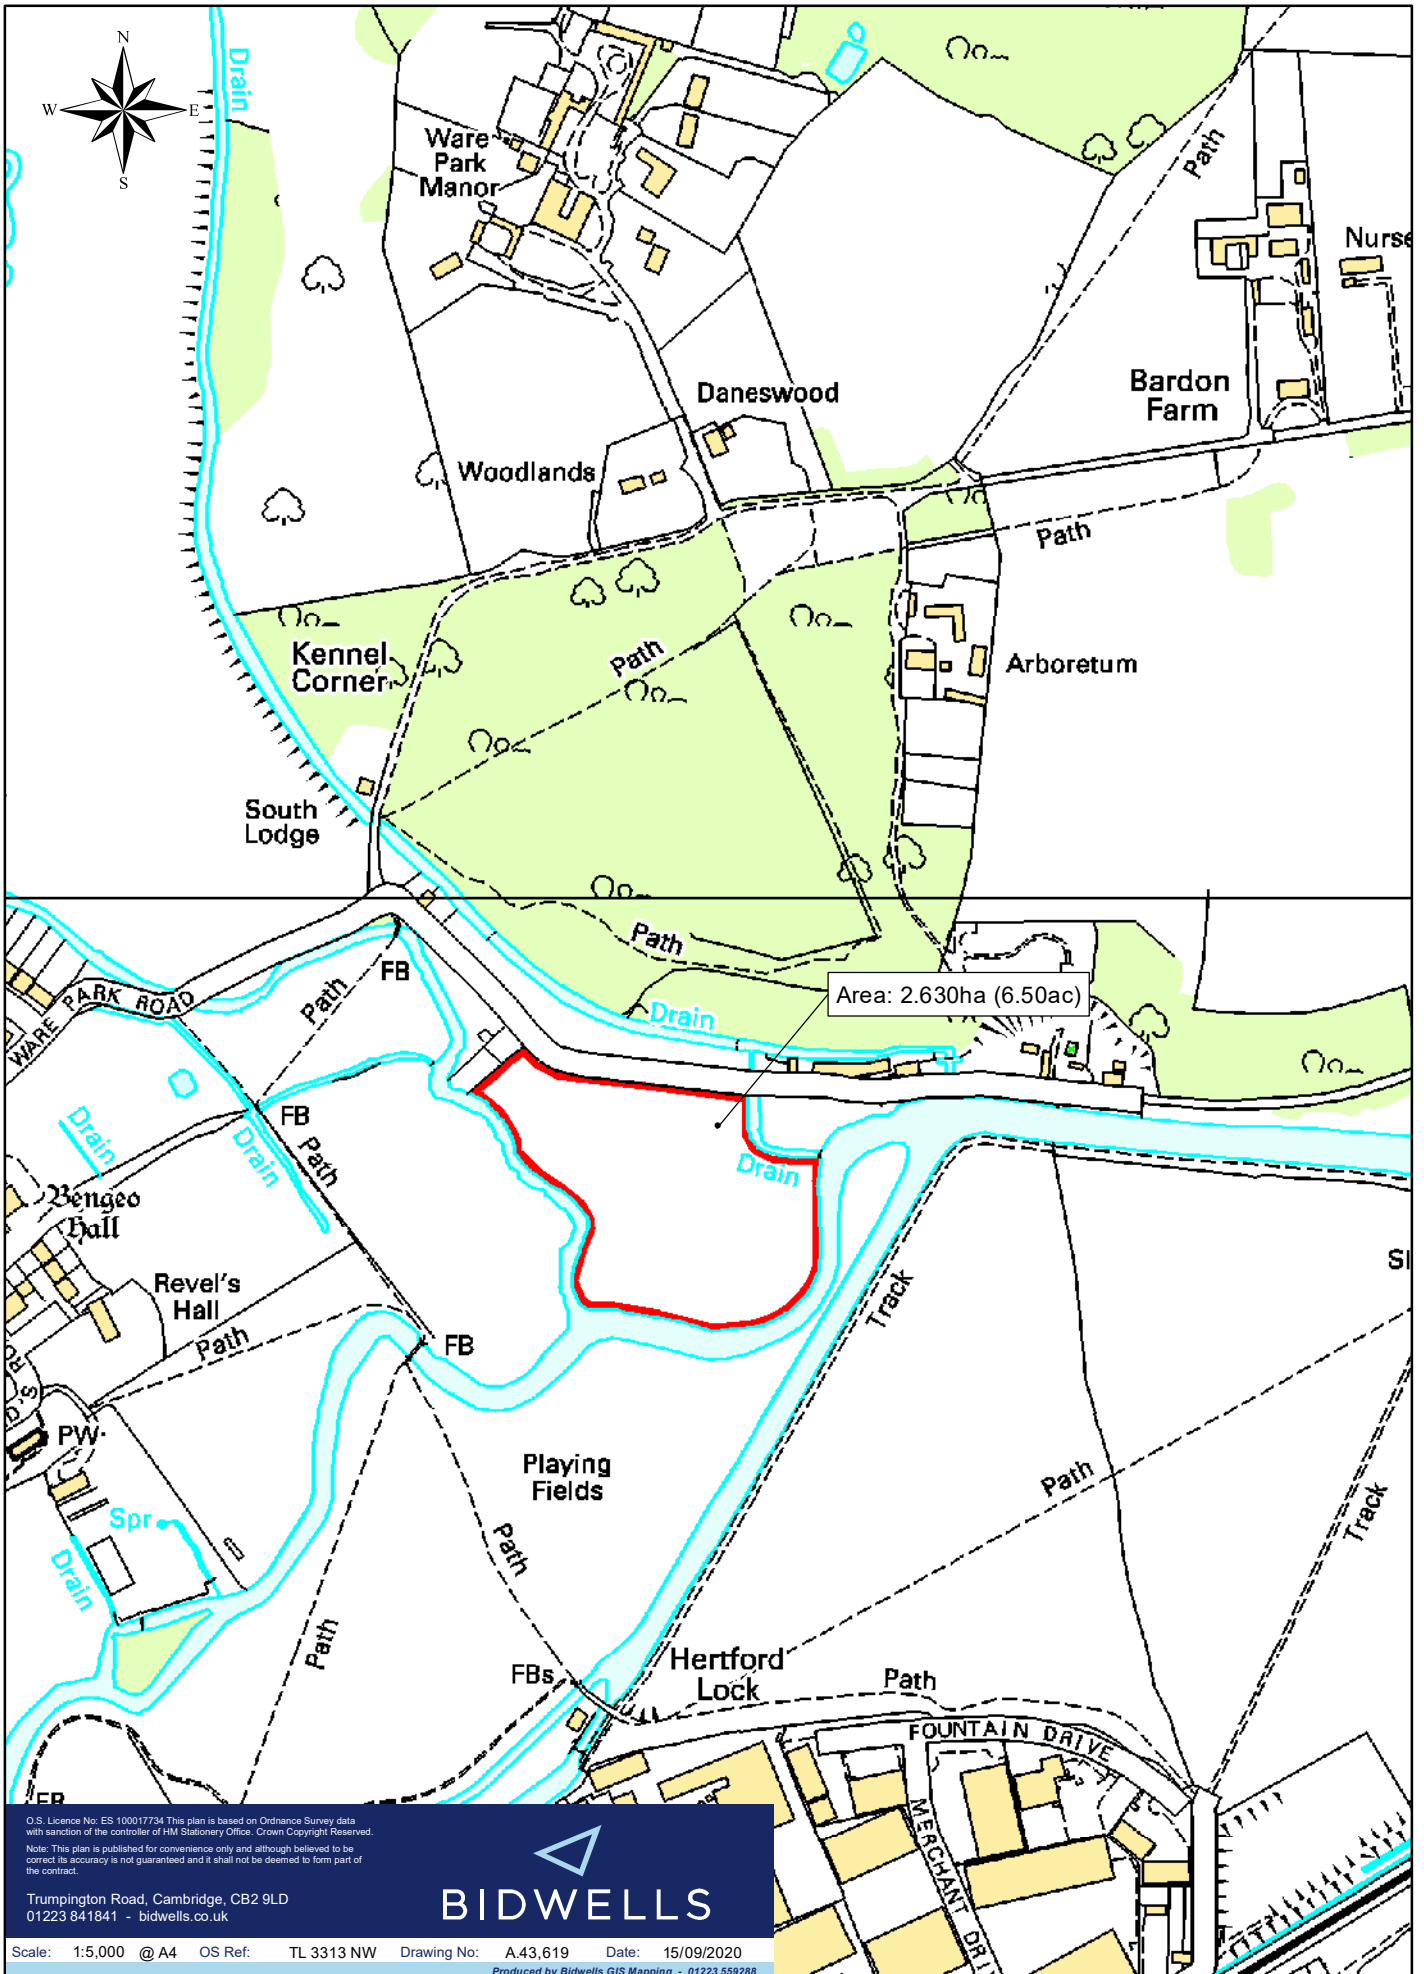 N
W
E
S
Drain
Ware
Park
Manor
Path
Nurse
Daneswood
Bardon
Farm
Woodlands
Path
Kennel
Corner
Path
Arboretum
South
Lodge
Path
FB
Path
WARE PARK ROAD
Drain
Area: 2.630ha (6.50ac)
FB
Drain
Drain
Path
Drain
Bengeo
Hall
Revel's
Hall
Path
FB
Track
PW
Playing
Fields
Path
Track
Spr
Drain
Path
Path
FBs
Hertford
Lock
Path
FOUNTAIN DRIVE
MERCHANT DRI
O.S. Licence No: ES 100017734 This plan is based on Ordnance Survey data
with sanction of the controller of HM Stationery Office. Crown Copyright Reserved.
Note: This plan is published for convenience only and although believed to be
correct its accuracy is not guaranteed and it shall not be deemed to form part of
the contract.
Trumpington Road, Cambridge, CB2 9LD
01223 841841 - bidwells.co.uk
BIDWELLS
Scale: 1:5,000 @ A4 OS Ref: TL 3313 NW Drawing No: A.43,619 Date: 15/09/2020
Produced by Bidwells GIS Mapping - 01223 559288